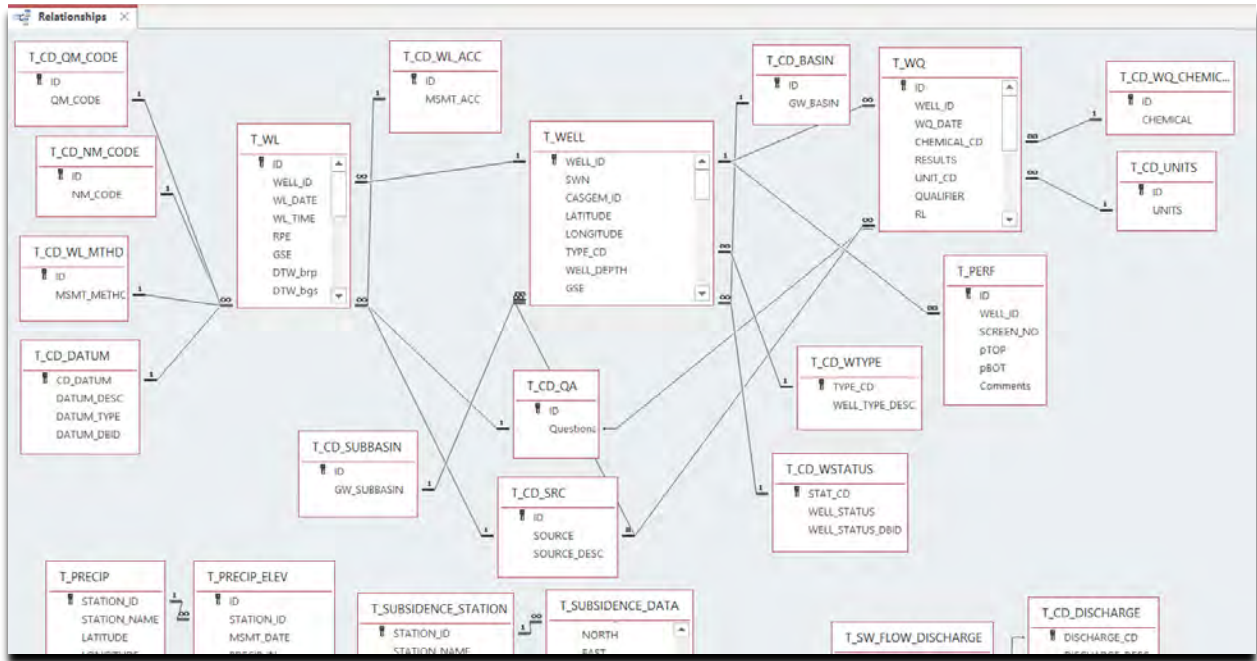 Relationships
T_CD_QM_CODE
ID
QM_CODE
T_CD_NM_CODE
ID
NM_CODE
T_CD_WL_MTHD
ID
MSMT_METHC
T_CD_DATUM
CD_DATUM
DATUM_DESC
DATUM_TYPE
DATUM_DBID
T_WL
ID
WELL_ID
WL_DATE
WL_TIME
RPE
GSE
DTW_brp
DTW_bgs
T_CD_WL_ACC
ID
MSMT_ACC
T_WELL
WELL_ID
SWN
CASGEM_ID
LATITUDE
LONGITUDE
TYPE_CD
WELL_DEPTH
GSE
T_CD_BASIN
ID
GW_BASIN
T_WQ
ID
WELL_ID
WQ_DATE
CHEMICAL_CD
RESULTS
UNIT_CD
QUALIFIER
RL
T_CD_WQ_CHEMIC...
ID
CHEMICAL
T_CD_UNITS
ID
UNITS
T_PERF
ID
WELL_ID
SCREEN_NO
pTOP
pBOT
Comments
T_CD_WTYPE
TYPE_CD
WELL_TYPE_DESC
T_CD_QA
ID
Questions
T_CD_SUBBASIN
ID
GW_SUBBASIN
T_CD_SRC
ID
SOURCE
SOURCE_DESC
T_CD_WSTATUS
STAT_CD
WELL_STATUS
WELL_STATUS_DBID
T_PRECIP
STATION_ID
STATION_NAME
LATITUDE
T_PRECIP_ELEV
ID
STATION_ID
MSMT_DATE
T_SUBSIDENCE_STATION
STATION_ID
STATION_NAME
T_SUBSIDENCE_DATA
NORTH
EAST
T_SW_FLOW_DISCHARGE
T_CD_DISCHARGE
DISCHARGE_CD